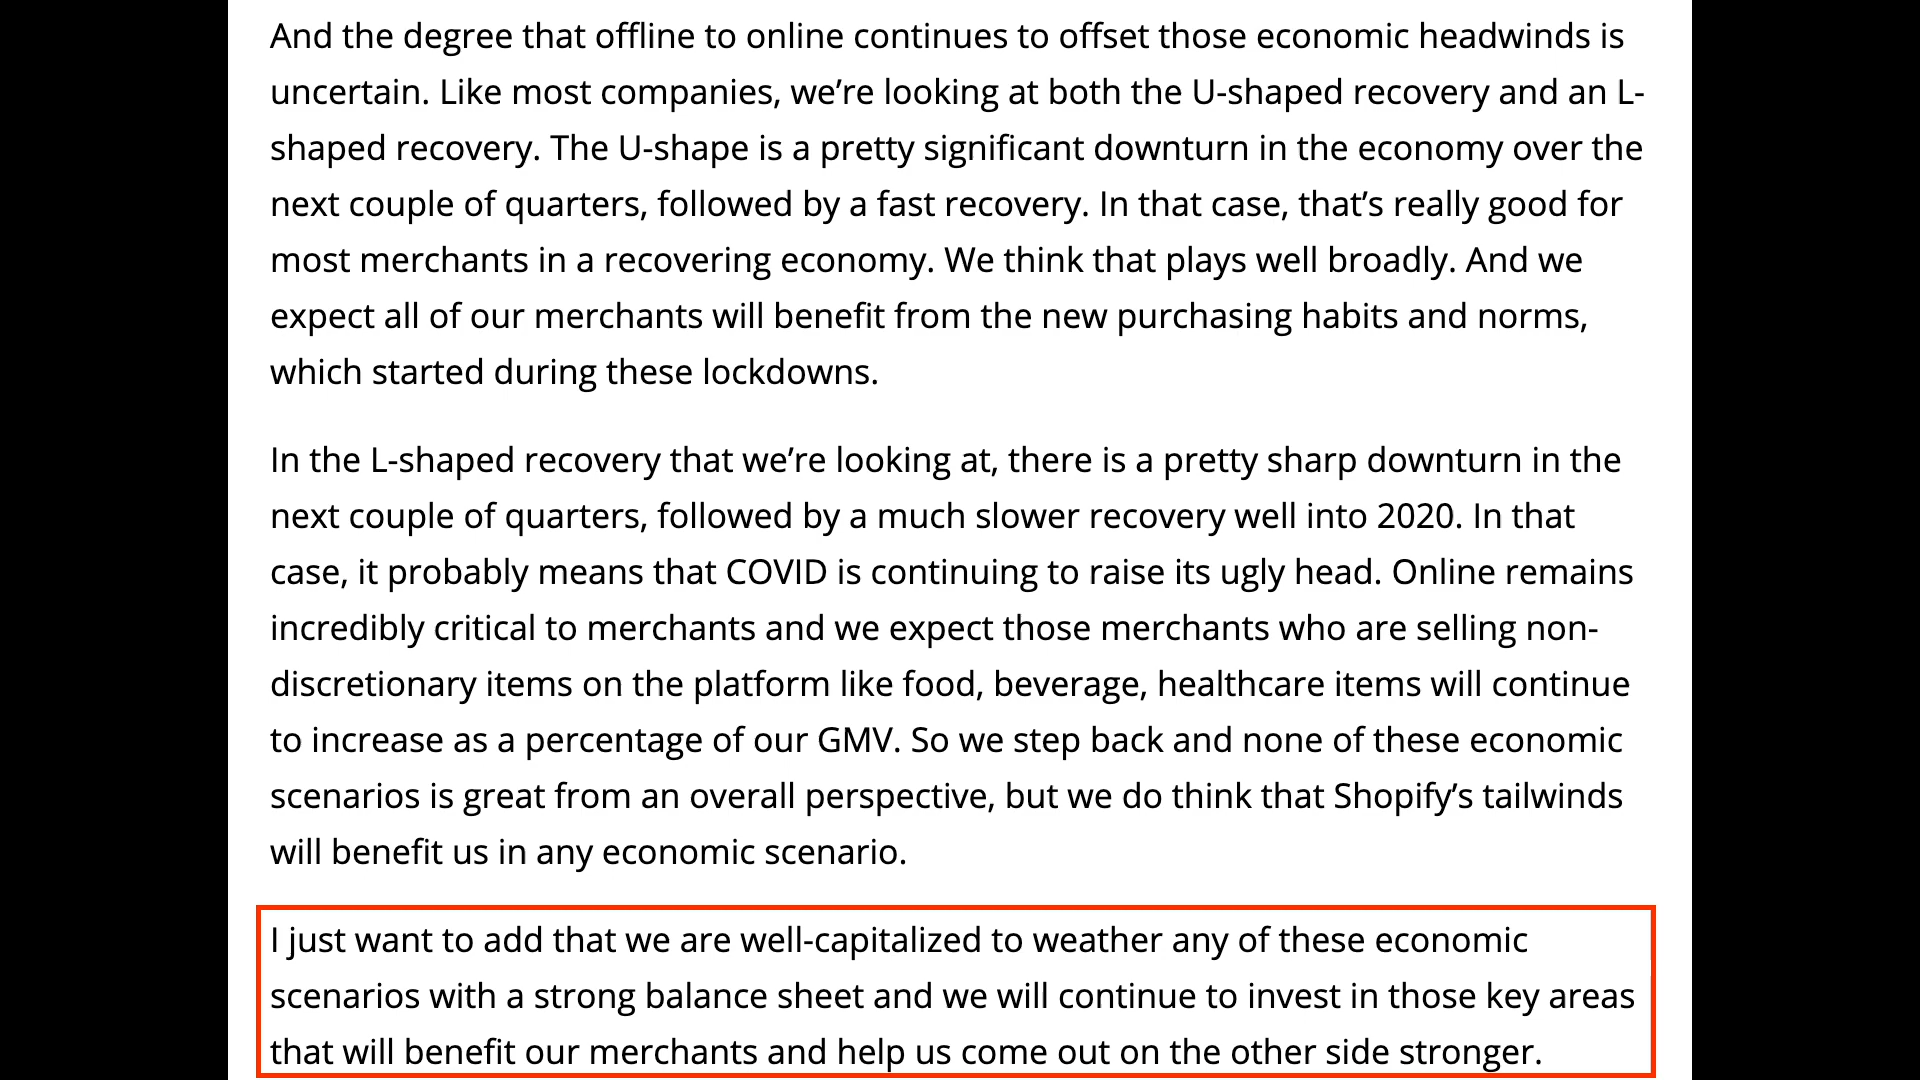 And the degree that offline to online continues to offset those economic headwinds is
uncertain. Like most companies, we’re looking at both the U-shaped recovery and an L-
shaped recovery. The U-shape is a pretty significant downturn in the economy over the
next couple of quarters, followed by a fast recovery. In that case, that’s really good for
most merchants in a recovering economy. We think that plays well broadly. And we
expect all of our merchants will benefit from the new purchasing habits and norms,
which started during these lockdowns.
In the L-shaped recovery that we’re looking at, there is a pretty sharp downturn in the
next couple of quarters, followed by a much slower recovery well into 2020. In that
case, it probably means that COVID is continuing to raise its ugly head. Online remains
incredibly critical to merchants and we expect those merchants who are selling non-
discretionary items on the platform like food, beverage, healthcare items will continue
to increase as a percentage of our GMV. So we step back and none of these economic
scenarios is great from an overall perspective, but we do think that Shopify’s tailwinds
will benefit us in any economic scenario.
I just want to add that we are well-capitalized to weather any of these economic
scenarios with a strong balance sheet and we will continue to invest in those key areas
that will benefit our merchants and help us come out on the other side stronger.